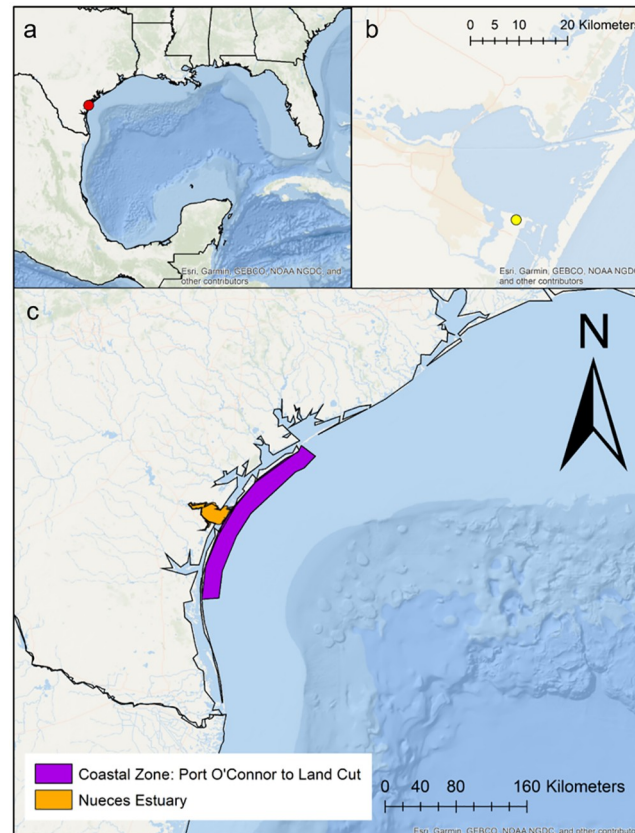 a
Esri, Garmin, GEBCO, NOAA NGDC, and
other contributors
b
0 5 10 20 Kilometers
Esri, Garmin, GEBCO, NOAA NGDC,
and other contributors
c
N
Coastal Zone: Port O'Connor to Land Cut
Nueces Estuary
0 40 80 160 Kilometers
Esri, Garmin, GEBCO, NOAA NGDC, and other contributors